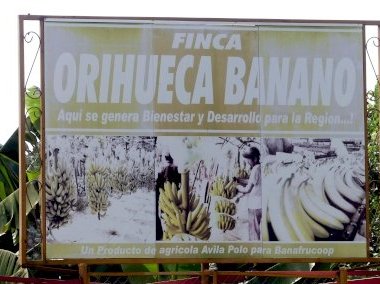 FINCA
ORIHUECA BANANO
Aqui se genera Bienestar y Desarrollo para la Region...!
Un Producto de agricola Avila Polo para Banafrucoop